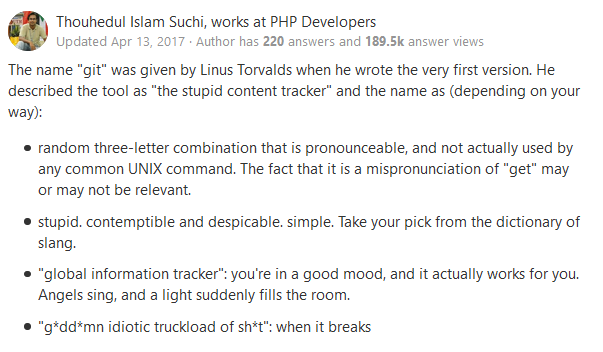 Thouhedul Islam Suchi, works at PHP Developers
Updated Apr 13, 2017 · Author has 220 answers and 189.5k answer views
The name "git" was given by Linus Torvalds when he wrote the very first version. He
described the tool as "the stupid content tracker" and the name as (depending on your
way):
• random three-letter combination that is pronounceable, and not actually used by
any common UNIX command. The fact that it is a mispronunciation of "get" may
or may not be relevant.
• stupid. contemptible and despicable. simple. Take your pick from the dictionary of
slang.
• "global information tracker": you're in a good mood, and it actually works for you.
Angels sing, and a light suddenly fills the room.
• "g*dd*mn idiotic truckload of sh*t": when it breaks